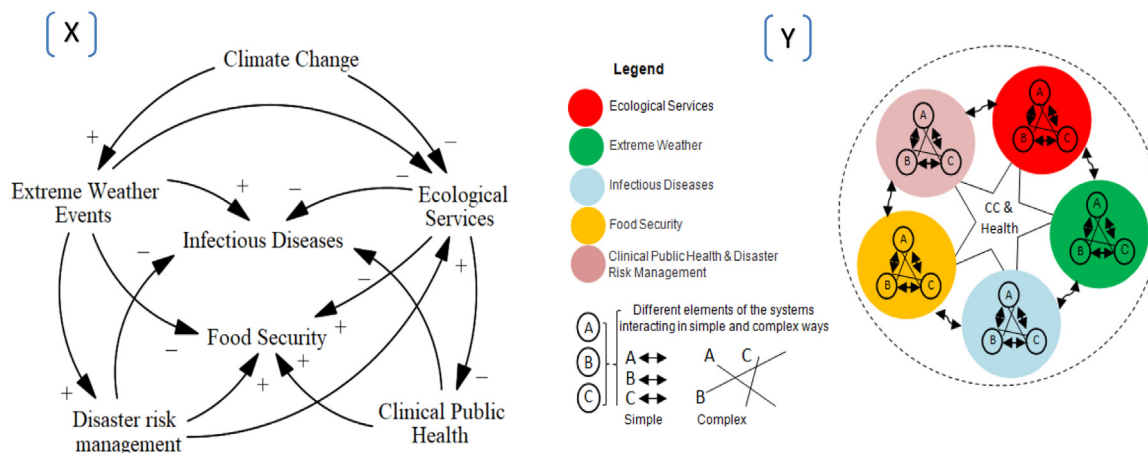 X
Climate Change
+
−
Extreme Weather
Events
+
−
−
Ecological
Services
Infectious Diseases
−
−
−
+
Food Security
+
−
+
+
+
−
Disaster risk
management
Clinical Public
Health
Legend
Ecological Services
Extreme Weather
Infectious Diseases
Food Security
Clinical Public Health & Disaster
Risk Management
Different elements of the systems
interacting in simple and complex ways
A
B
C
A
B
C
A C
B
Simple
Complex
Y
A
B C
A
B C
A
B C
A
B C
A
B C
CC &
Health